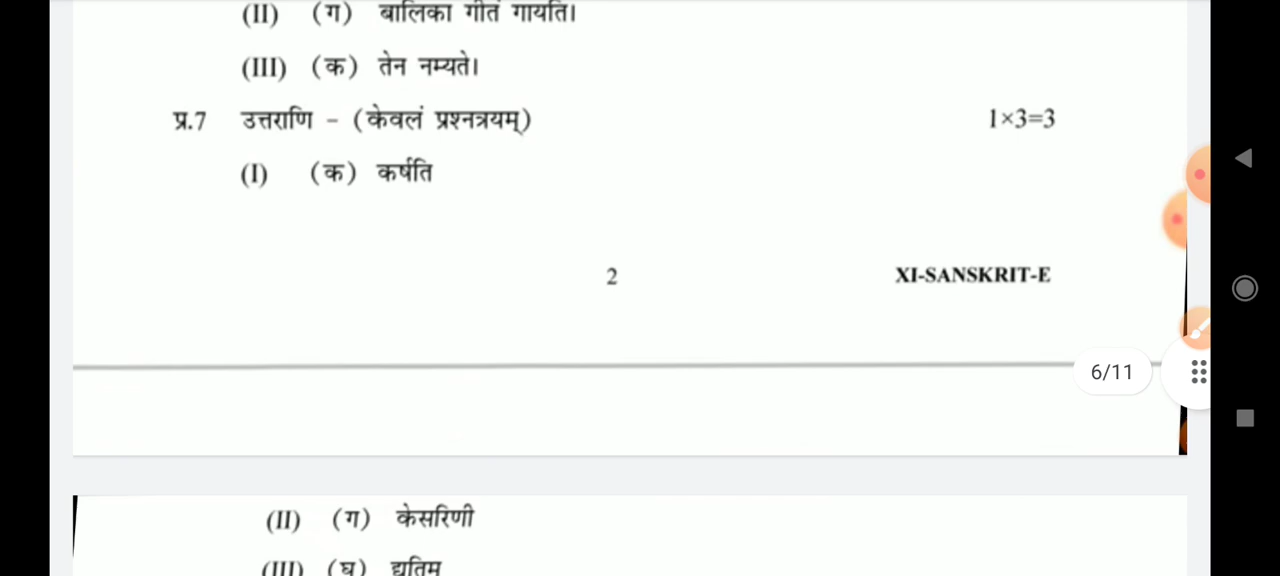 (II) (ग) बालिका गीतं गायति।
(III) (क) तेन नम्यते।
प्र.7 उत्तराणि - (केवलं प्रश्नत्रयम्) 1×3=3
(I) (क) कर्षति
2 XI-SANSKRIT-E
6/11
(II) (ग) केसरिणी
(III) (घ) द्युतिम्